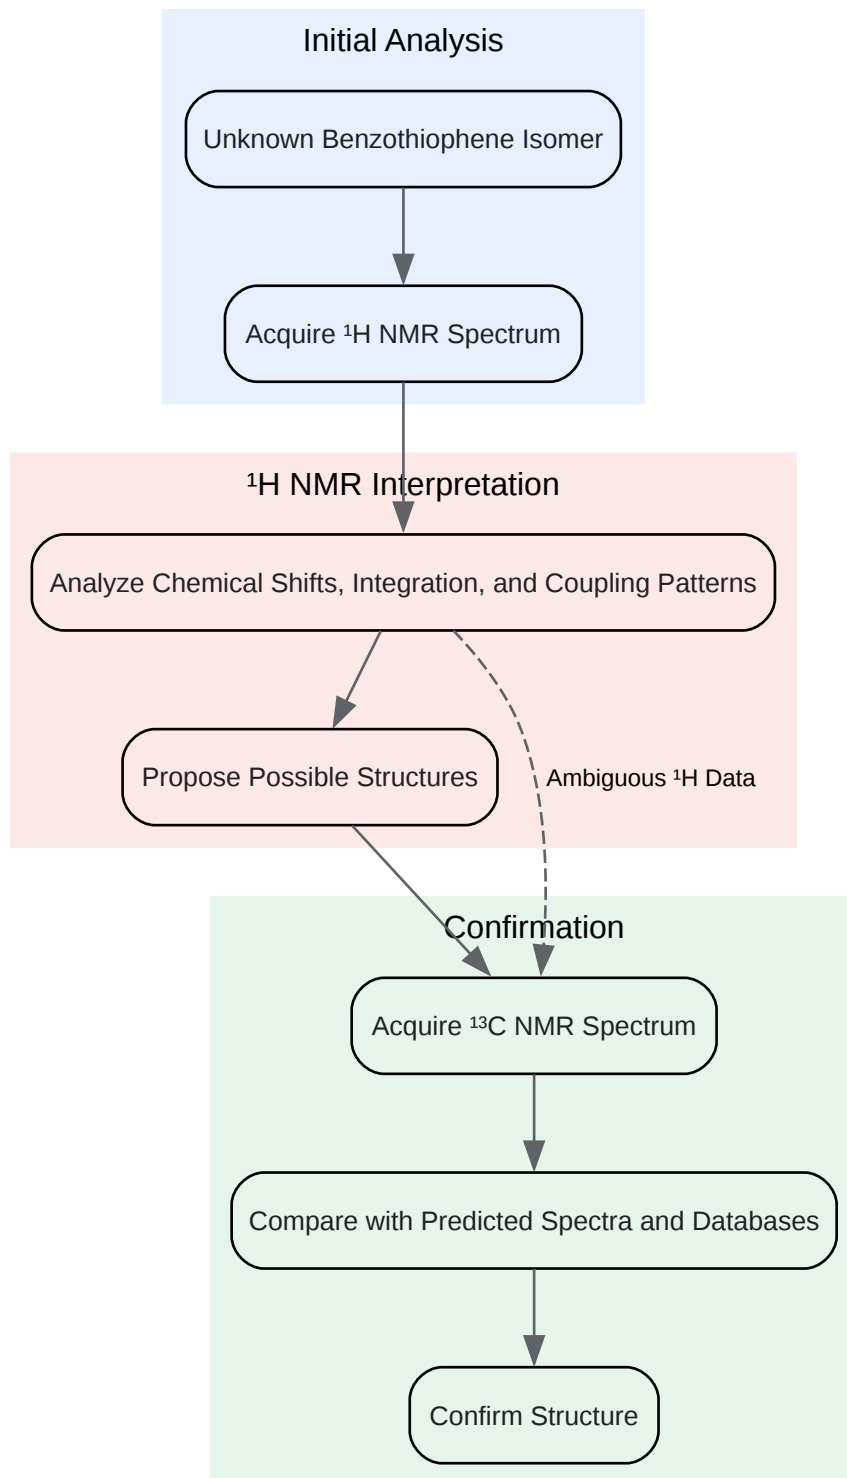 Initial Analysis
Unknown Benzothiophene Isomer
Acquire ¹H NMR Spectrum
¹H NMR Interpretation
Analyze Chemical Shifts, Integration, and Coupling Patterns
Propose Possible Structures
Ambiguous ¹H Data
Confirmation
Acquire ¹³C NMR Spectrum
Compare with Predicted Spectra and Databases
Confirm Structure